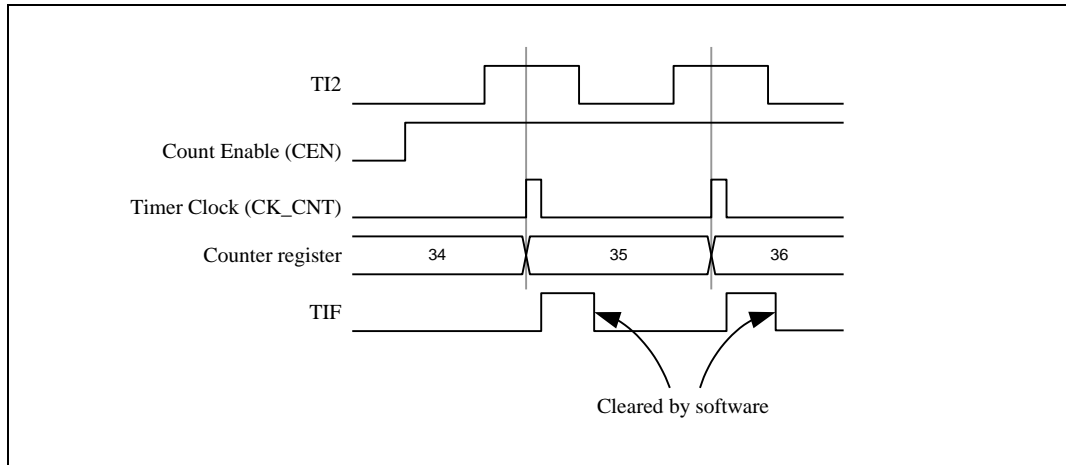 TI2
Count Enable (CEN)
Timer Clock (CK_CNT)
Counter register
34
35
36
TIF
Cleared by software